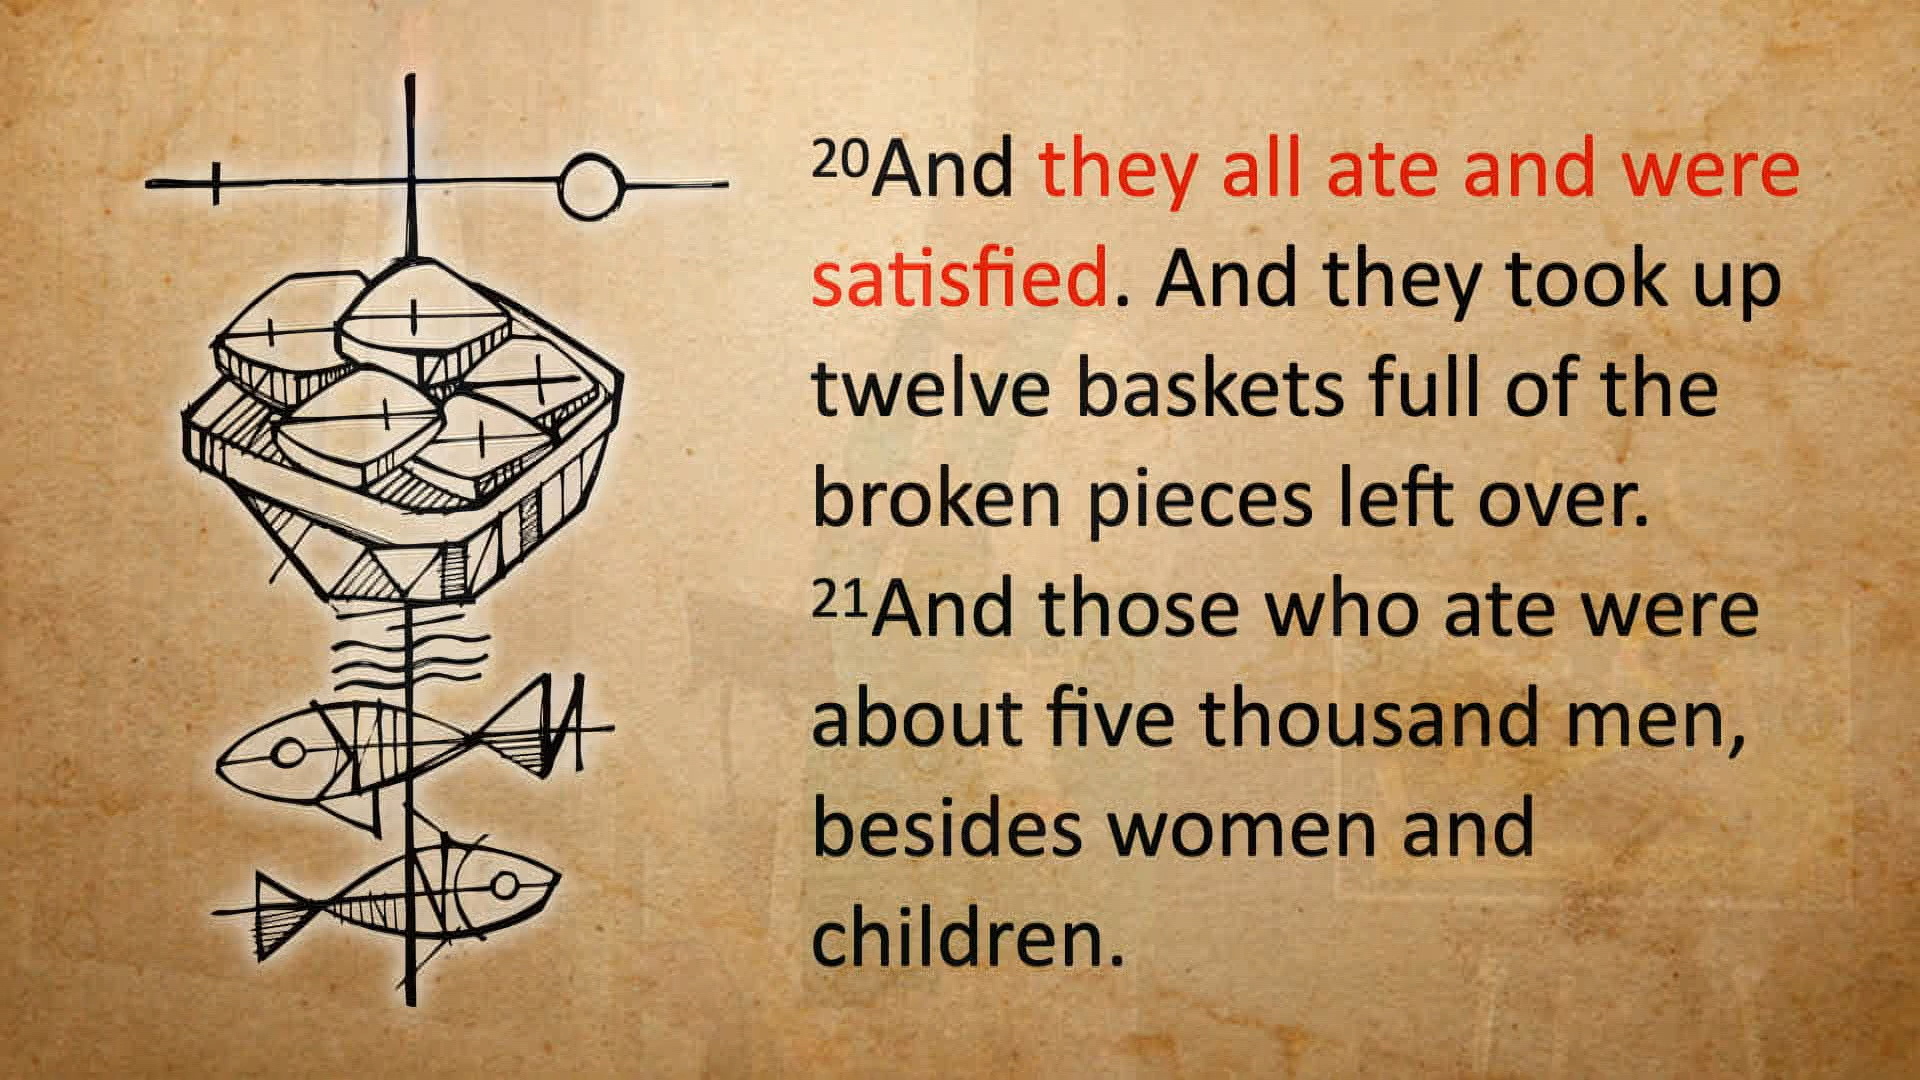 20And they all ate and were
satisfied. And they took up
twelve baskets full of the
broken pieces left over.
21And those who ate were
about five thousand men,
besides women and
children.